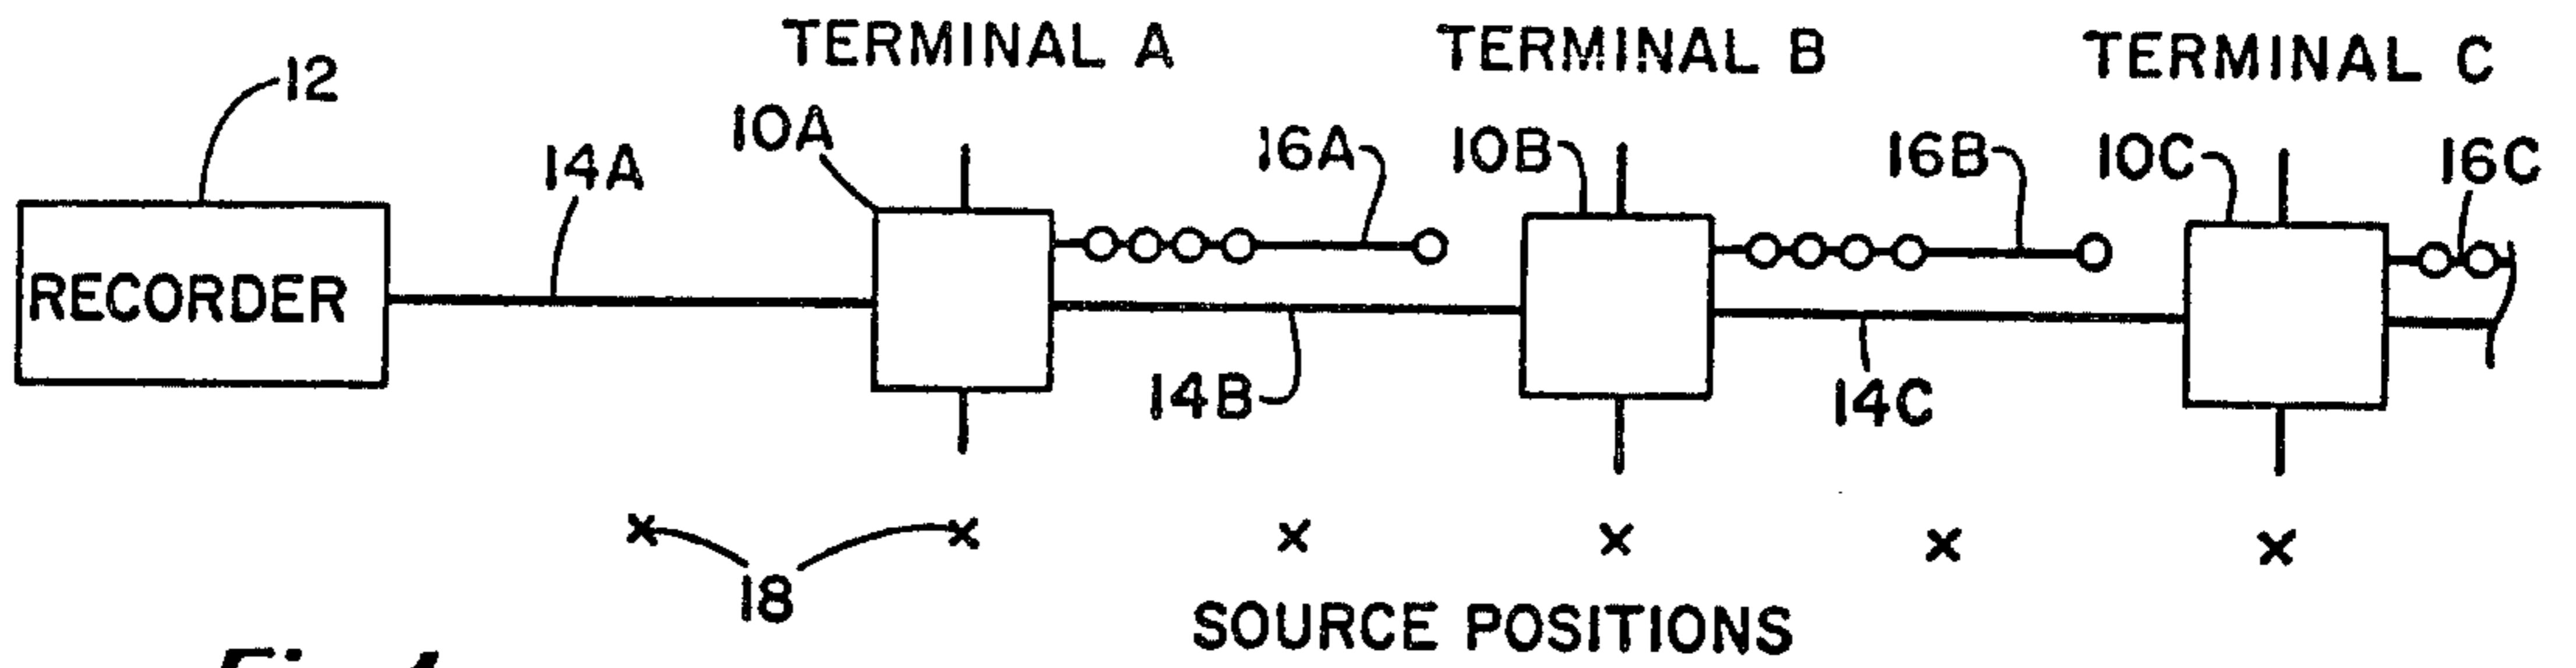 TERMINAL A
TERMINAL B
TERMINAL C
12
14A
10A
16A
10B
16B
10C
16C
RECORDER
14B
14C
18
SOURCE POSITIONS